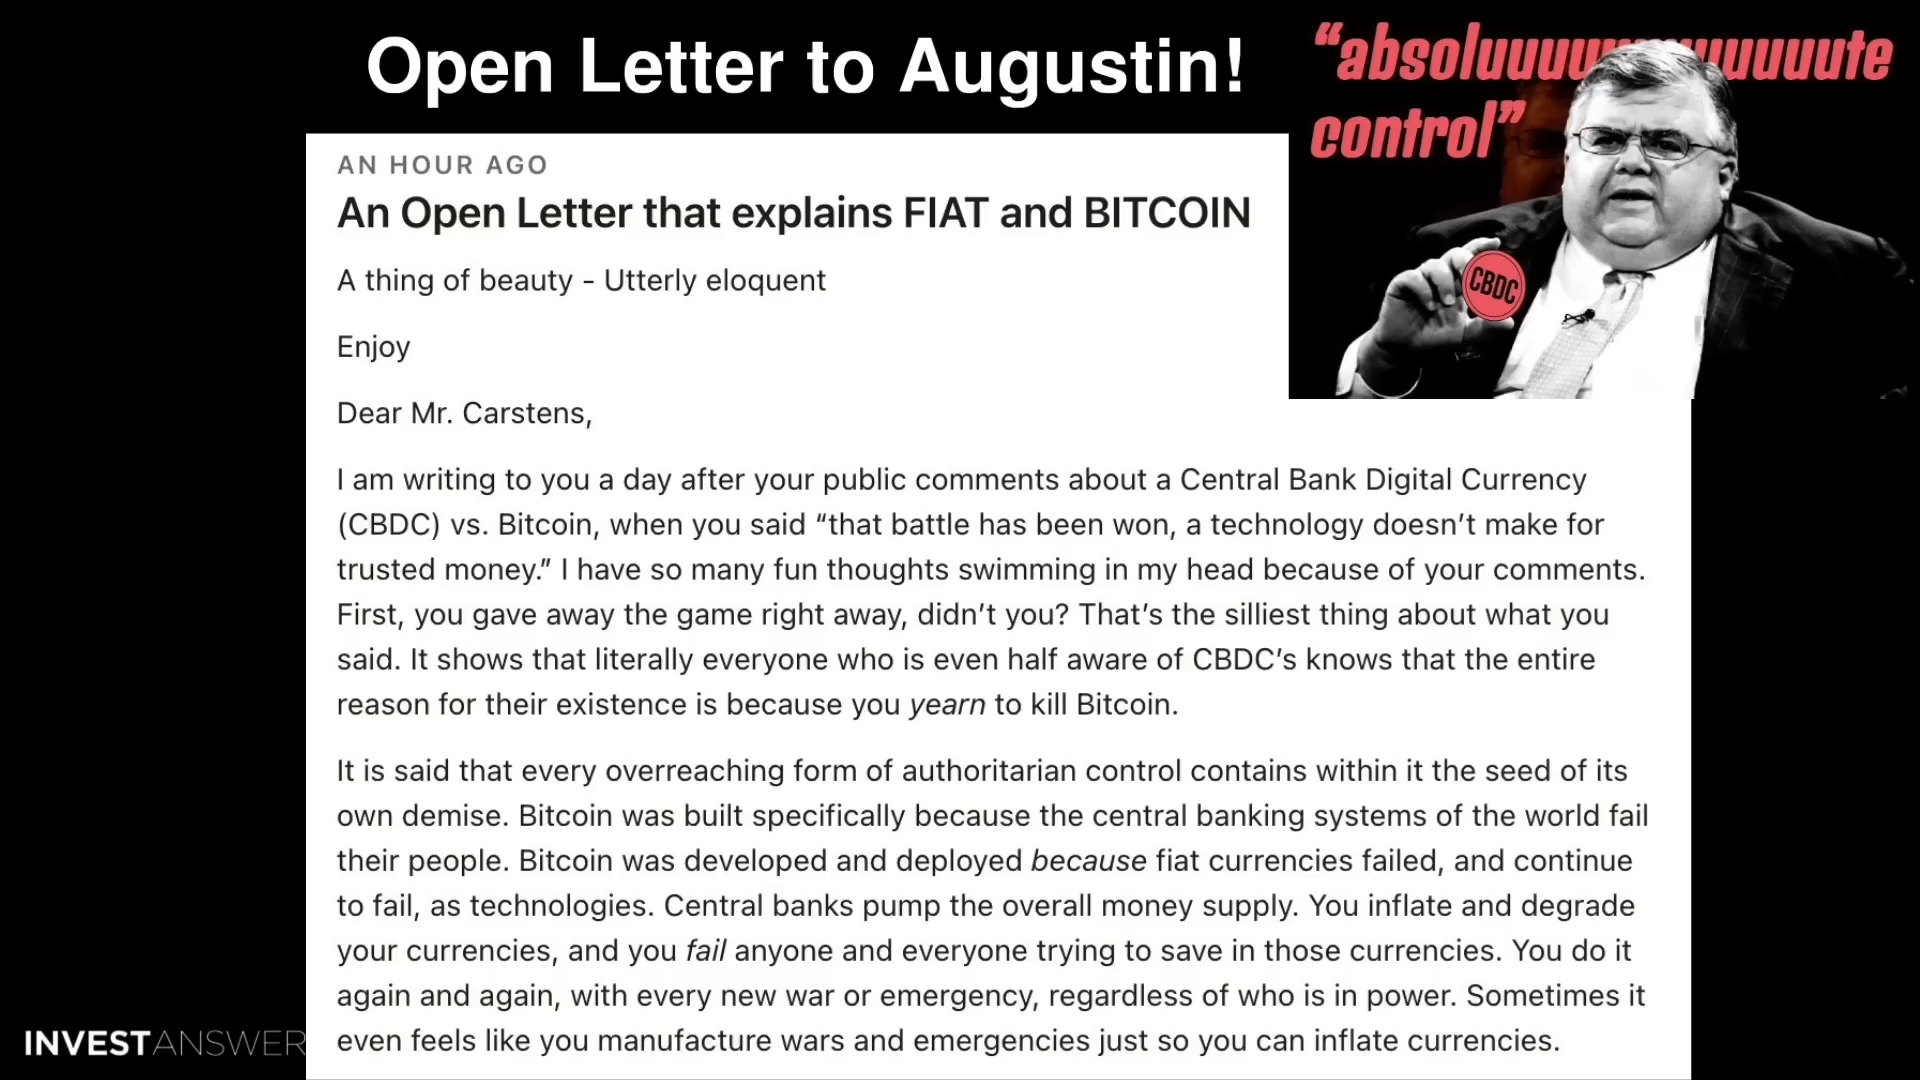 Open Letter to Augustin!
"absoluuuu uuuuute
control"
CBDC
AN HOUR AGO
An Open Letter that explains FIAT and BITCOIN
A thing of beauty - Utterly eloquent
Enjoy
Dear Mr. Carstens,
I am writing to you a day after your public comments about a Central Bank Digital Currency
(CBDC) vs. Bitcoin, when you said “that battle has been won, a technology doesn’t make for
trusted money.” I have so many fun thoughts swimming in my head because of your comments.
First, you gave away the game right away, didn’t you? That’s the silliest thing about what you
said. It shows that literally everyone who is even half aware of CBDC’s knows that the entire
reason for their existence is because you yearn to kill Bitcoin.
It is said that every overreaching form of authoritarian control contains within it the seed of its
own demise. Bitcoin was built specifically because the central banking systems of the world fail
their people. Bitcoin was developed and deployed because fiat currencies failed, and continue
to fail, as technologies. Central banks pump the overall money supply. You inflate and degrade
your currencies, and you fail anyone and everyone trying to save in those currencies. You do it
again and again, with every new war or emergency, regardless of who is in power. Sometimes it
even feels like you manufacture wars and emergencies just so you can inflate currencies.
INVESTANSWER